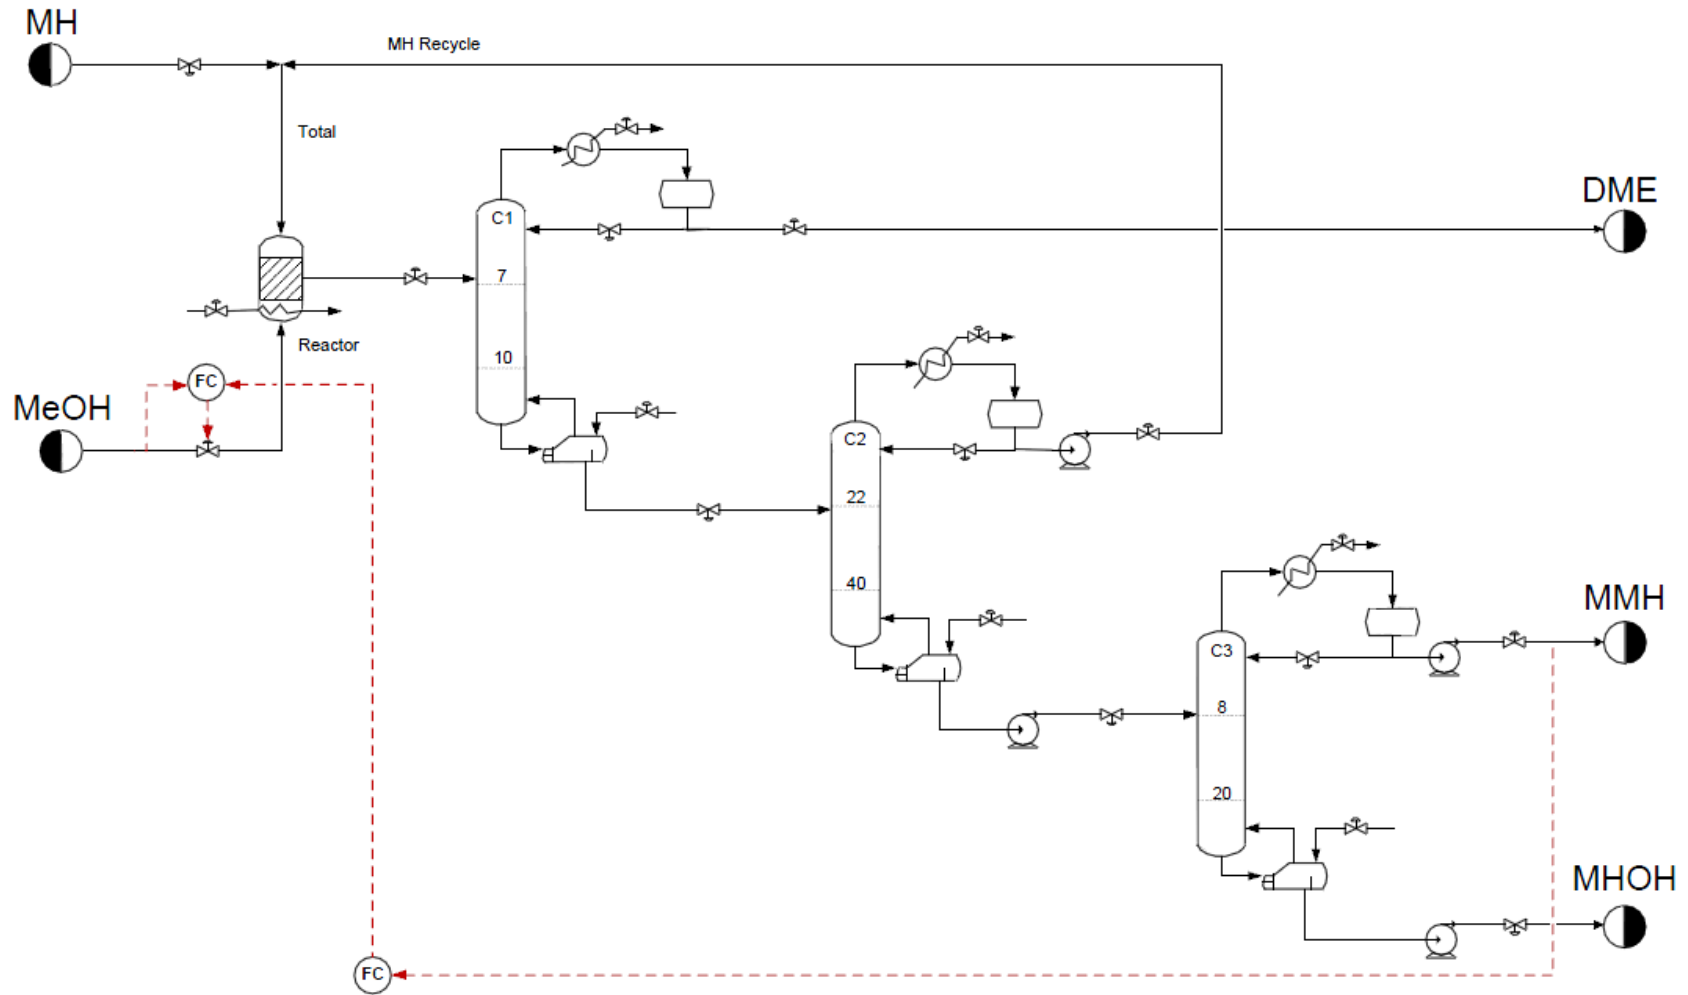 MH
MH Recycle
Total
DME
C1
7
10
Reactor
FC
MeOH
C2
22
40
MMH
C3
8
20
MHOH
FC